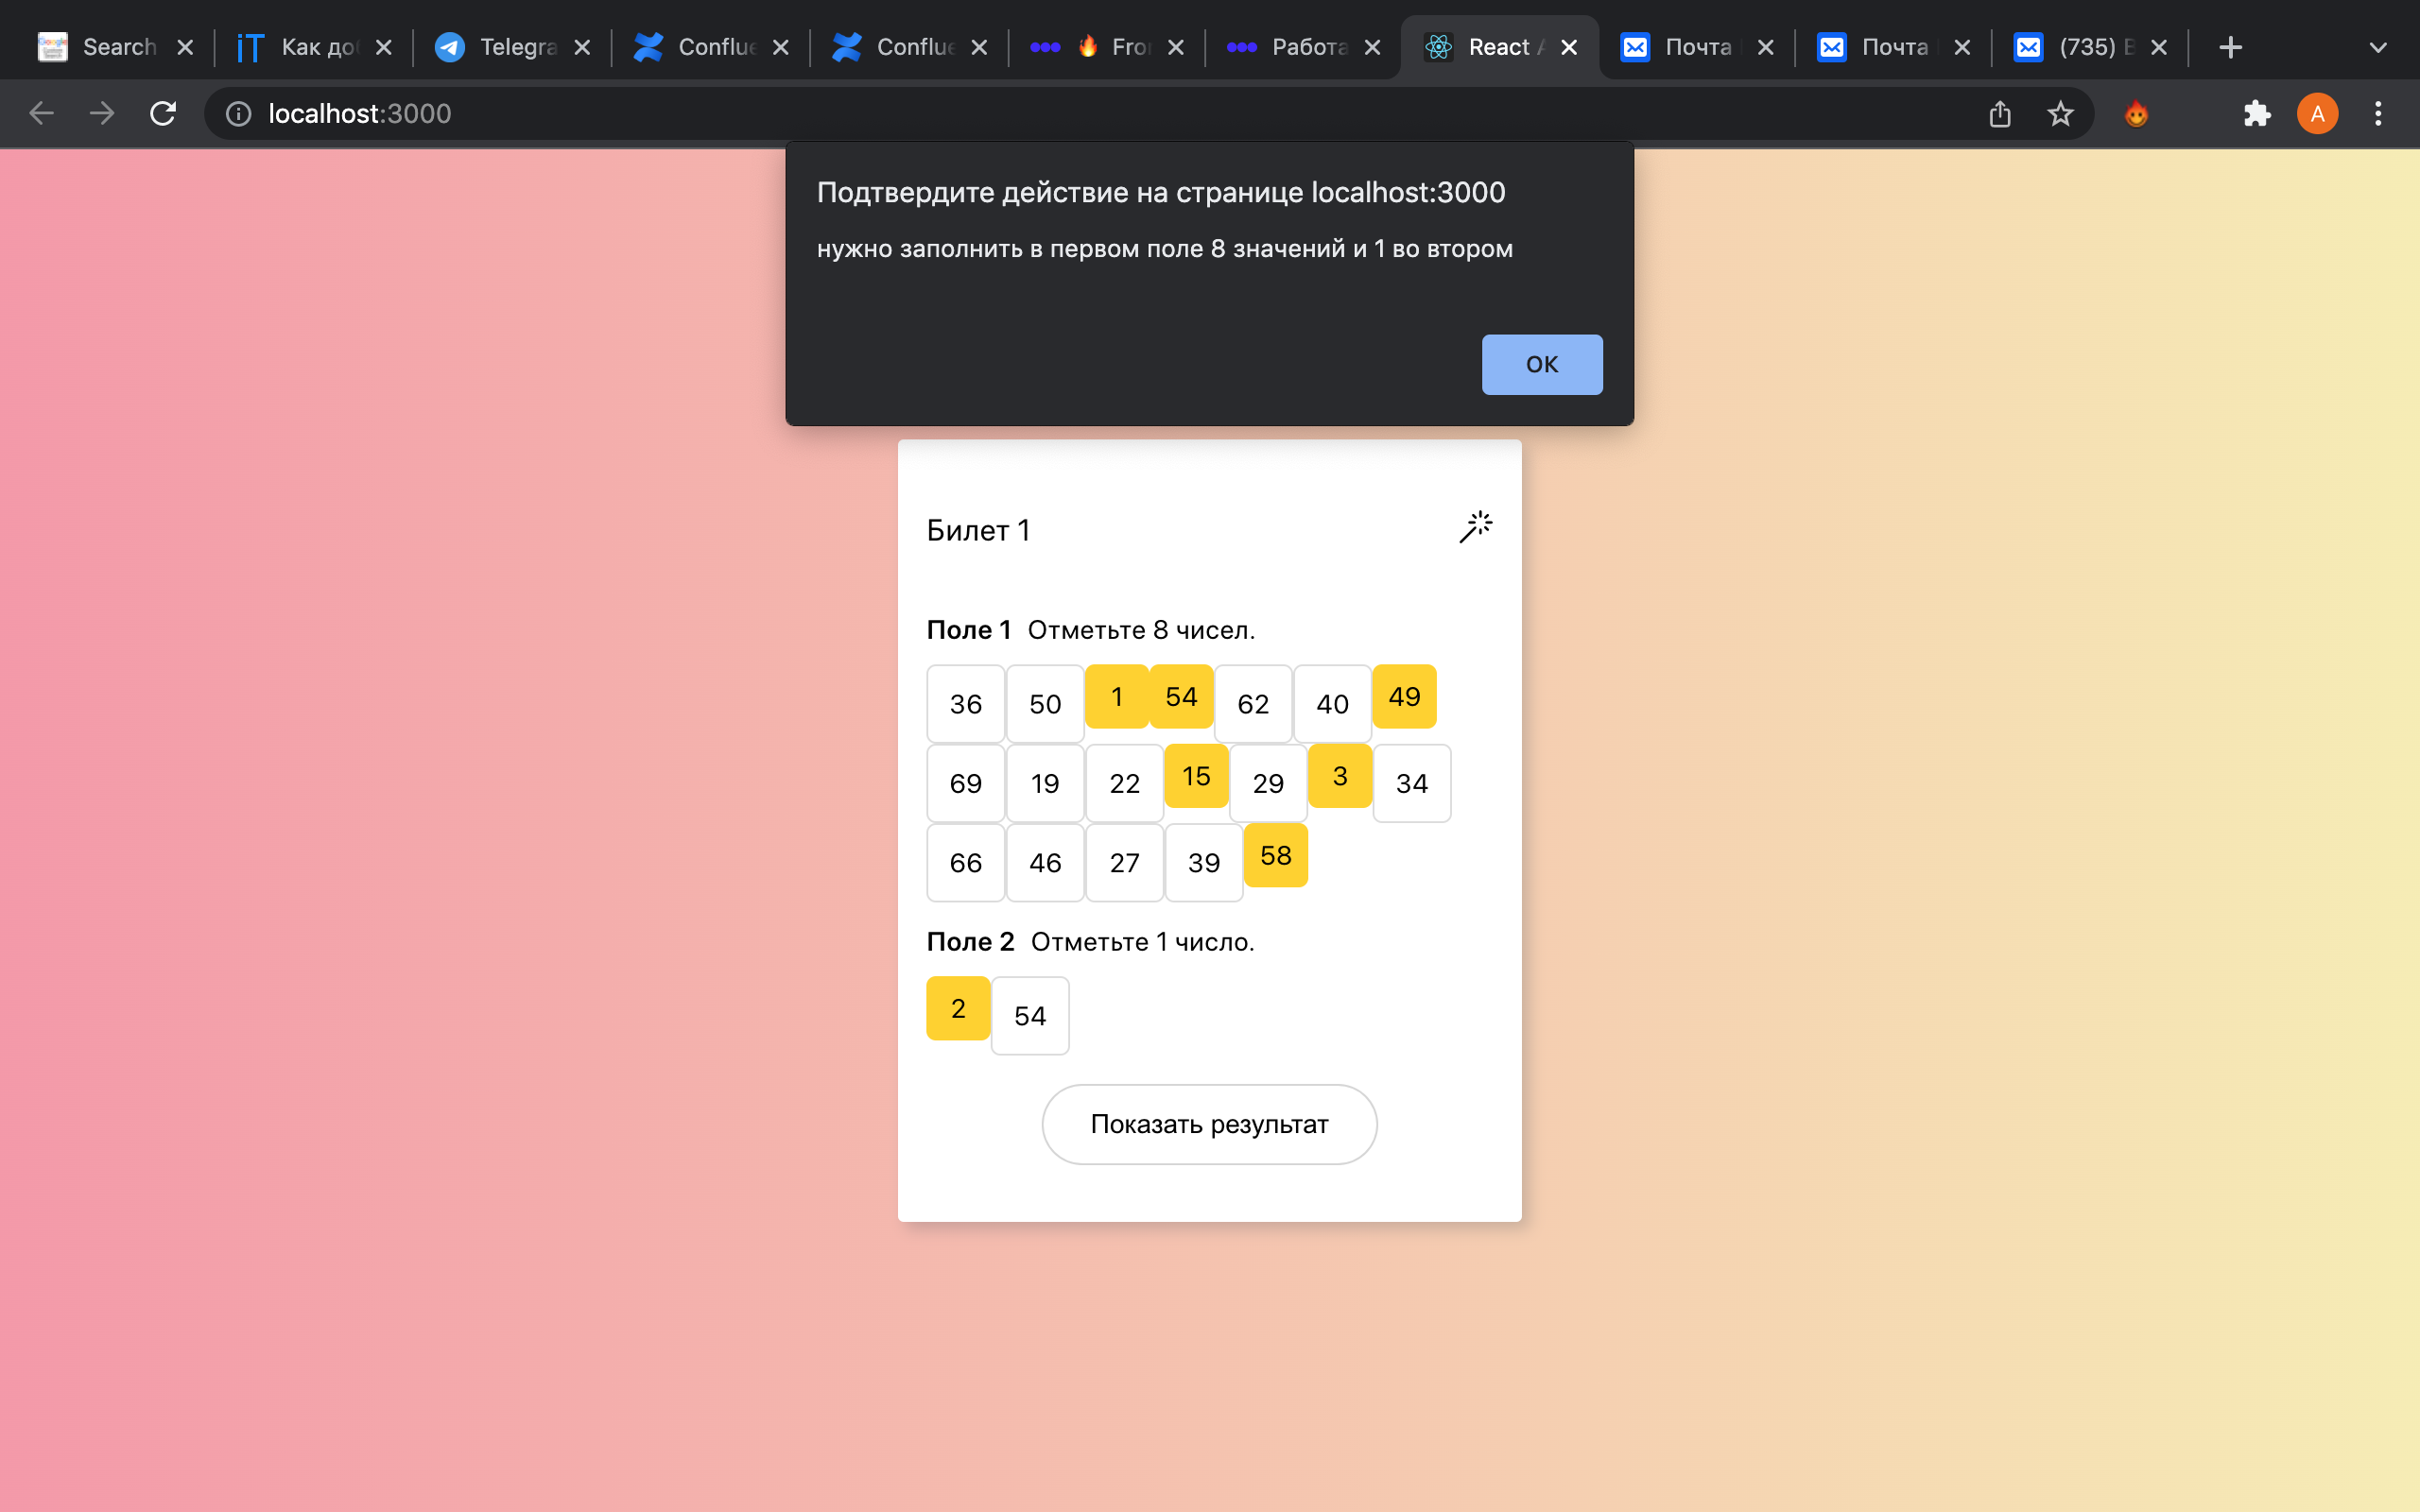 Search
Как до
Telegra
Conflue
Conflue
Fro
Работа
React
Почта
Почта
(735)
localhost:3000
A
Подтвердите действие на странице localhost:3000
нужно заполнить в первом поле 8 значений и 1 во втором
ОК
Билет 1
Поле 1 Отметьте 8 чисел.
36 50 1 54 62 40 49
69 19 22 15 29 3 34
66 46 27 39 58
Поле 2 Отметьте 1 число.
2 54
Показать результат